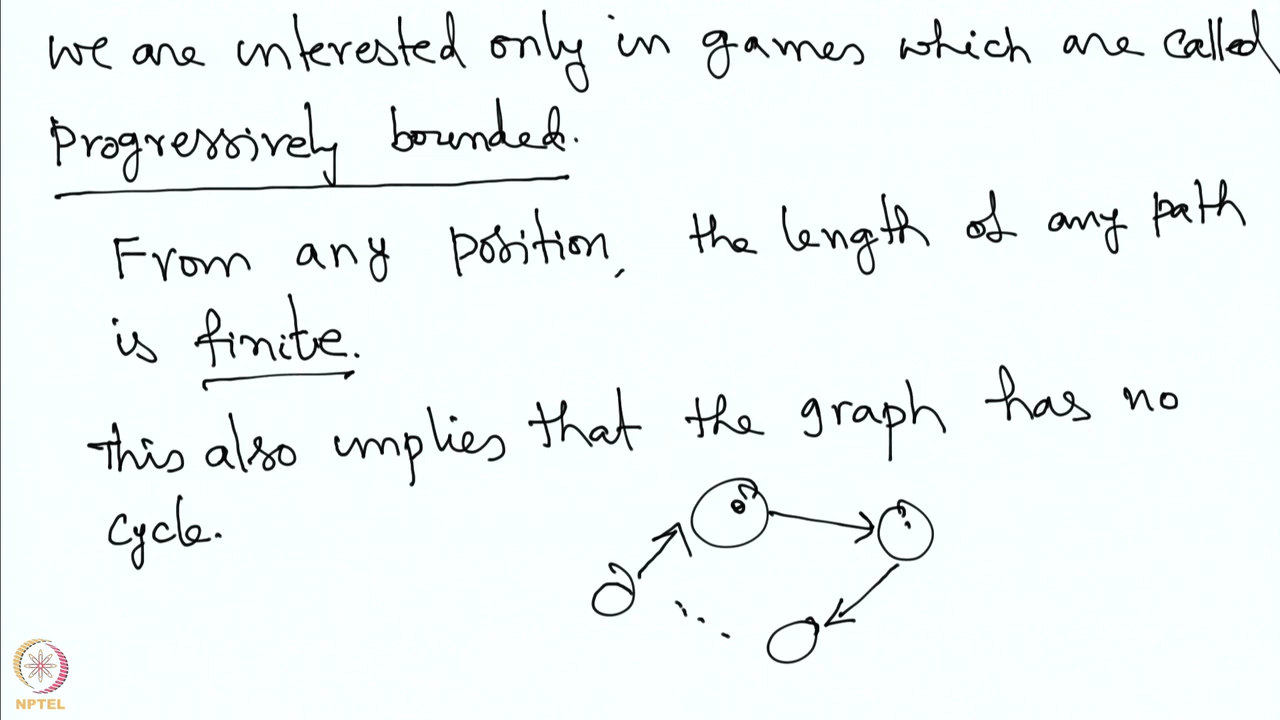 we are interested only in games which are called
Progressively bounded.
From any position, the length of any path
is finite.
This also implies that the graph has no
cycle.
NPTEL